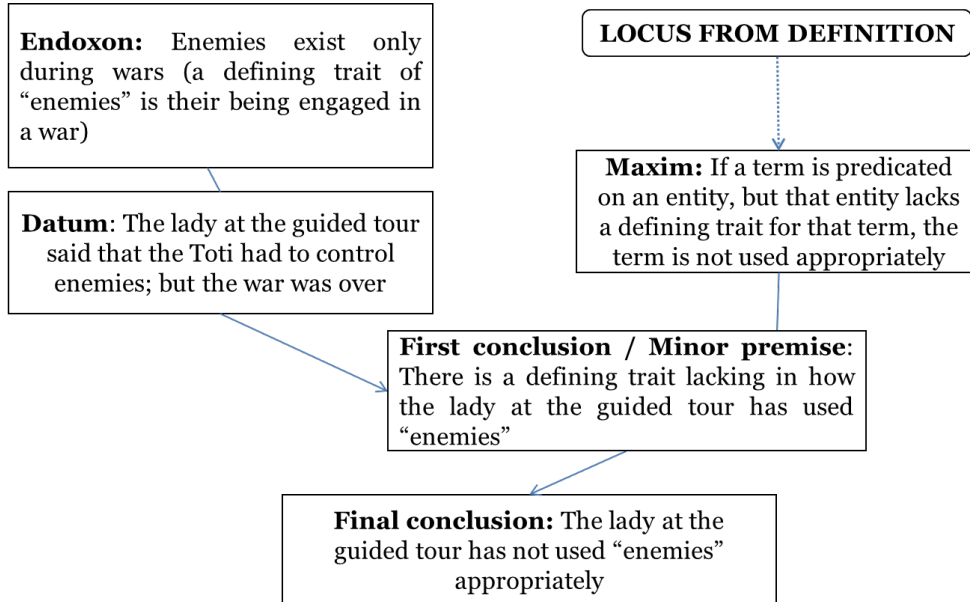 Endoxon: Enemies exist only
during wars (a defining trait of
“enemies” is their being engaged in
a war)
LOCUS FROM DEFINITION
Datum: The lady at the guided tour
said that the Toti had to control
enemies; but the war was over
Maxim: If a term is predicated
on an entity, but that entity lacks
a defining trait for that term, the
term is not used appropriately
First conclusion / Minor premise:
There is a defining trait lacking in how
the lady at the guided tour has used
“enemies”
Final conclusion: The lady at the
guided tour has not used “enemies”
appropriately